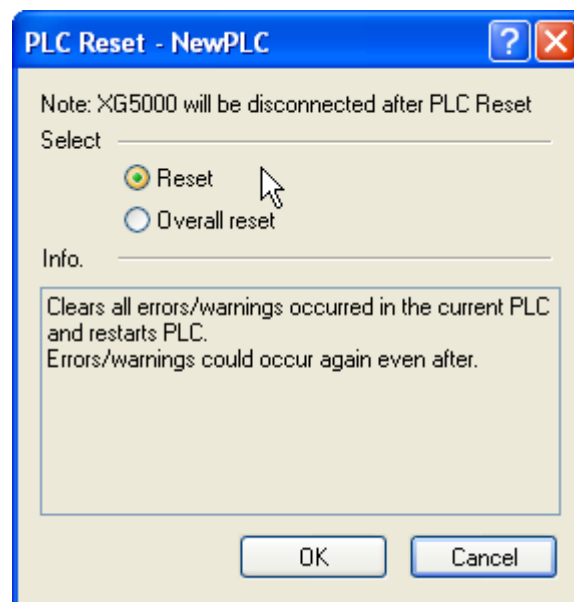 PLC Reset - NewPLC
Note: XG5000 will be disconnected after PLC Reset
Select
Reset
Overall reset
Info.
Clears all errors/warnings occurred in the current PLC
and restarts PLC.
Errors/warnings could occur again even after.
OK
Cancel